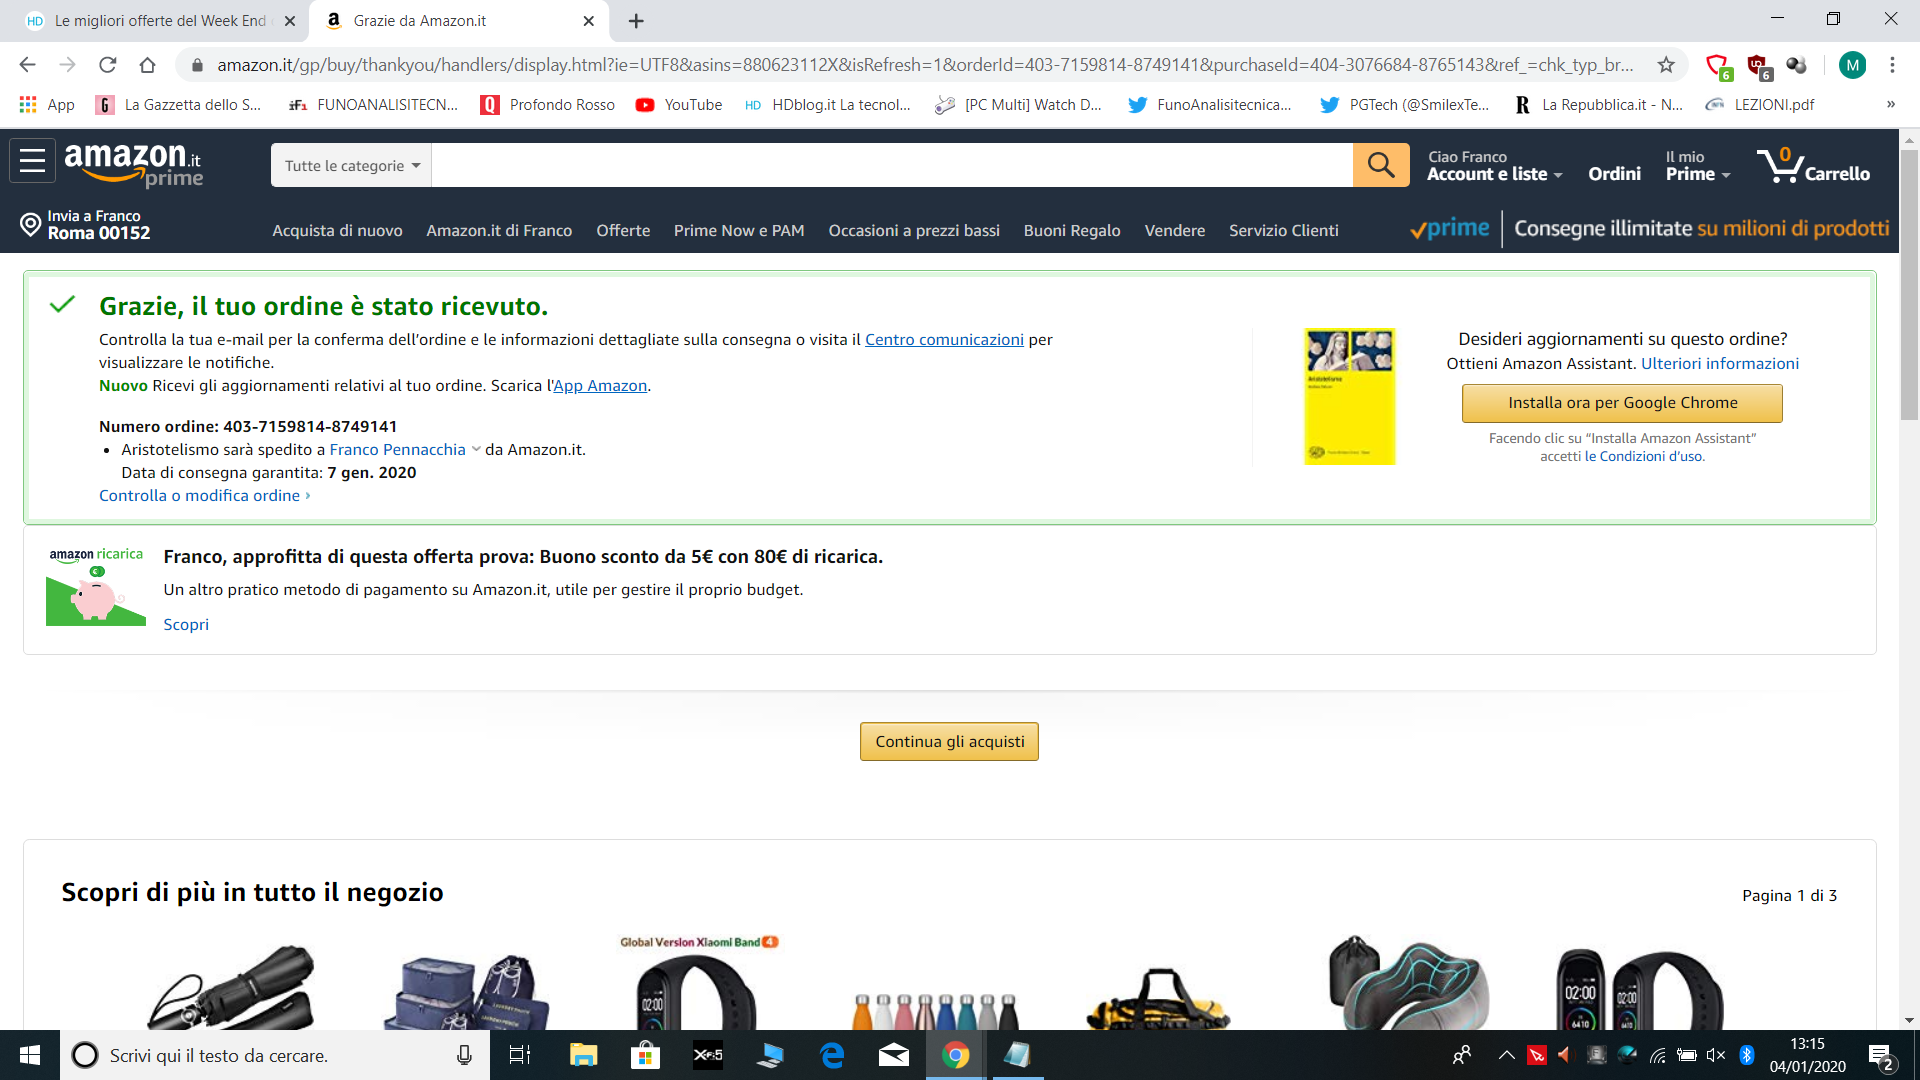 Le migliori offerte del Week End
Grazie da Amazon.it
amazon.it/gp/buy/thankyou/handlers/display.html?ie=UTF8&asins=880623112X&isRefresh=1&orderId=403-7159814-8749141&purchaseId=404-3076684-8765143&ref_=chk_typ_br...
6
6
M
App
La Gazzetta dello S...
FUNOANALISITECN...
Profondo Rosso
YouTube
HDblog.it La tecnol...
[PC Multi] Watch D...
FunoAnalisitecnica...
PGTech (@SmilexTe...
La Repubblica.it - N...
LEZIONI.pdf
»
amazon.it
prime
Tutte le categorie
Ciao Franco
Account e liste
Ordini
Il mio
Prime
0
Carrello
Invia a Franco
Roma 00152
Acquista di nuovo
Amazon.it di Franco
Offerte
Prime Now e PAM
Occasioni a prezzi bassi
Buoni Regalo
Vendere
Servizio Clienti
prime
Consegne illimitate su milioni di prodotti
Grazie, il tuo ordine è stato ricevuto.
Controlla la tua e-mail per la conferma dell'ordine e le informazioni dettagliate sulla consegna o visita il Centro comunicazioni per
visualizzare le notifiche.
Nuovo Ricevi gli aggiornamenti relativi al tuo ordine. Scarica l'App Amazon.
Numero ordine: 403-7159814-8749141
• Aristotelismo sarà spedito a Franco Pennacchia da Amazon.it.
Data di consegna garantita: 7 gen. 2020
Controlla o modifica ordine ›
Aristotelismo
Desideri aggiornamenti su questo ordine?
Ottieni Amazon Assistant. Ulteriori informazioni
Installa ora per Google Chrome
Facendo clic su “Installa Amazon Assistant”
accetti le Condizioni d'uso.
amazon ricarica
Franco, approfitta di questa offerta prova: Buono sconto da 5€ con 80€ di ricarica.
Un altro pratico metodo di pagamento su Amazon.it, utile per gestire il proprio budget.
Scopri
Continua gli acquisti
Scopri di più in tutto il negozio
Pagina 1 di 3
Global Version Xiaomi Band 4
02:00
02:00
02:00
6410
6410
Scrivi qui il testo da cercare.
13:15
04/01/2020
2